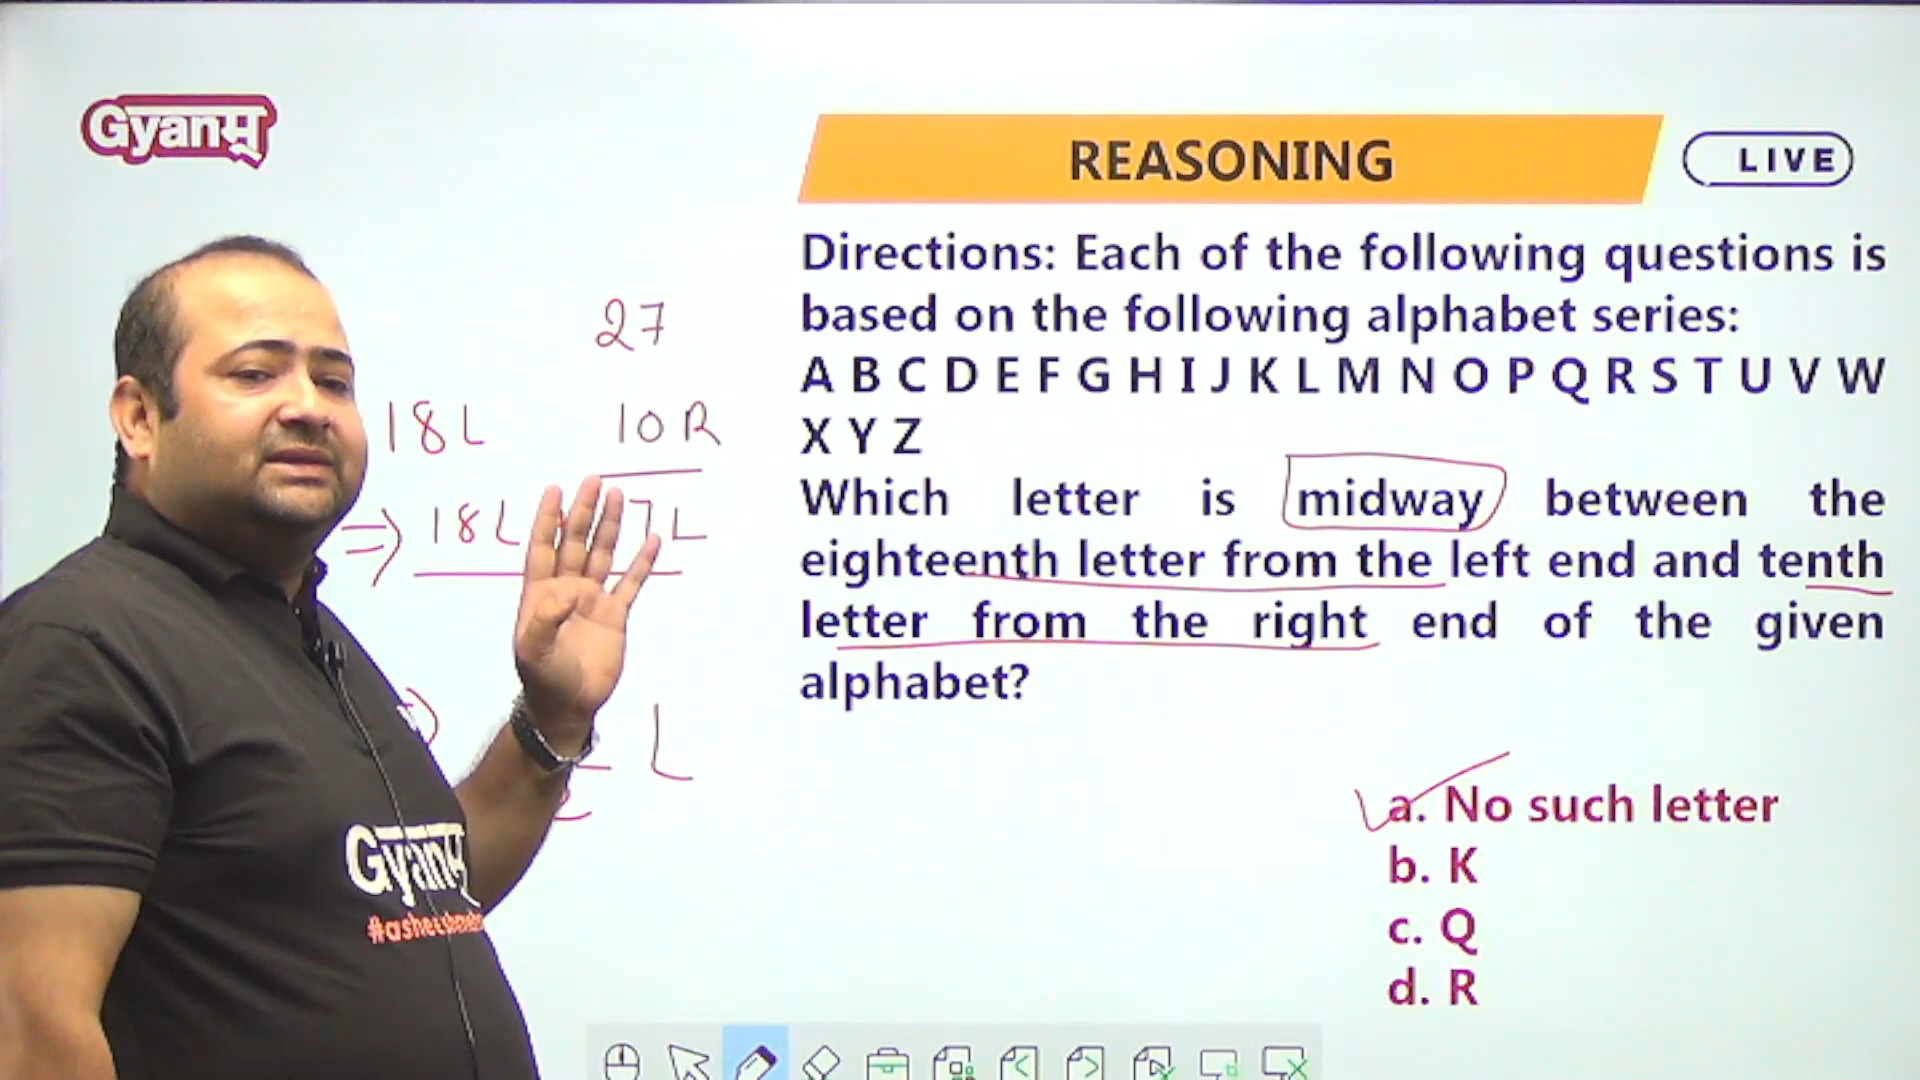 Gyanम्
REASONING
LIVE
Directions: Each of the following questions is
based on the following alphabet series:
A B C D E F G H I J K L M N O P Q R S T U V W
X Y Z
Which letter is midway between the
eighteenth letter from the left end and tenth
letter from the right end of the given
alphabet?
a. No such letter
b. K
c. Q
d. R
27
18L 10R
⇒ 18L 7L
L
Gyanम्